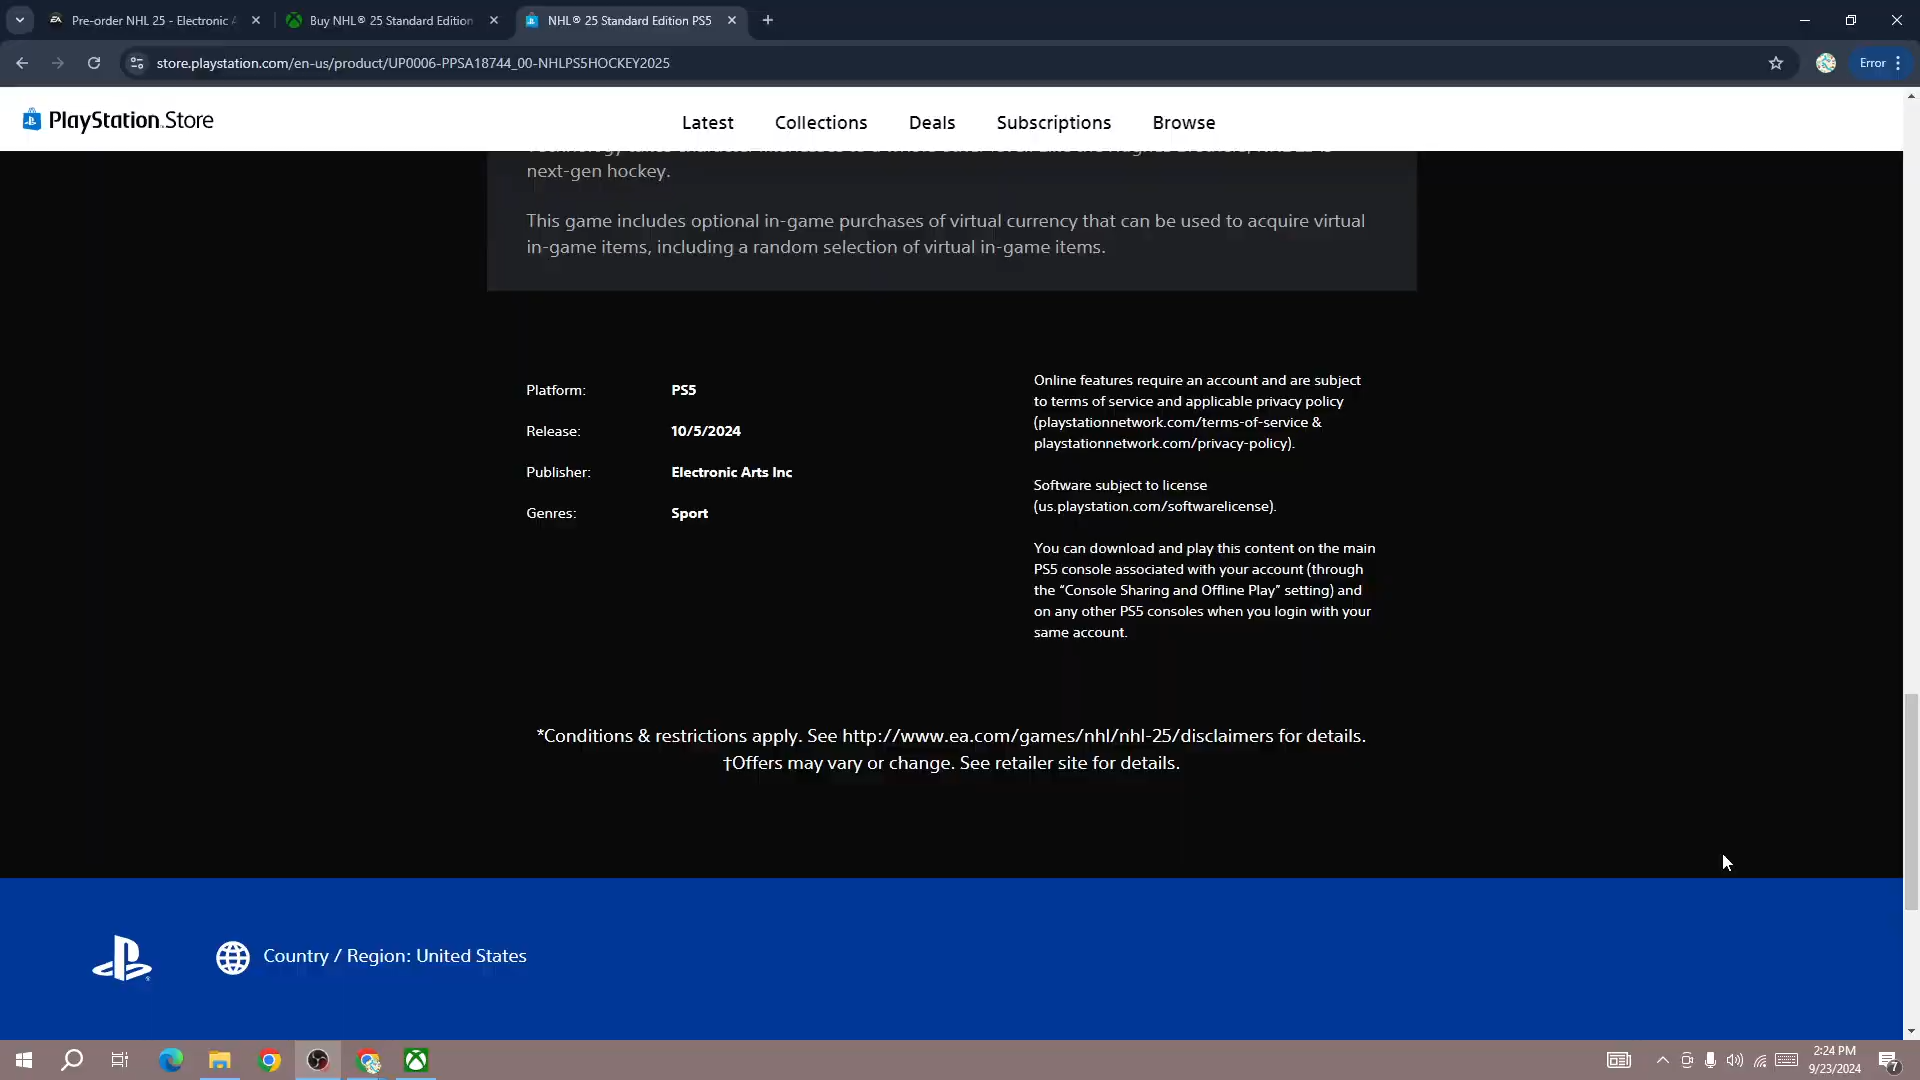 Pre-order NHL 25 - Electronic A
Buy NHL® 25 Standard Edition
NHL® 25 Standard Edition PS5
store.playstation.com/en-us/product/UP0006-PPSA18744_00-NHLPS5HOCKEY2025
Error
PlayStation Store
Latest
Collections
Deals
Subscriptions
Browse
next-gen hockey.
This game includes optional in-game purchases of virtual currency that can be used to acquire virtual
in-game items, including a random selection of virtual in-game items.
Platform: PS5
Release: 10/5/2024
Publisher: Electronic Arts Inc
Genres: Sport
Online features require an account and are subject
to terms of service and applicable privacy policy
(playstationnetwork.com/terms-of-service &
playstationnetwork.com/privacy-policy).
Software subject to license
(us.playstation.com/softwarelicense).
You can download and play this content on the main
PS5 console associated with your account (through
the “Console Sharing and Offline Play” setting) and
on any other PS5 consoles when you login with your
same account.
*Conditions & restrictions apply. See http://www.ea.com/games/nhl/nhl-25/disclaimers for details.
†Offers may vary or change. See retailer site for details.
Country / Region: United States
2:24 PM
9/23/2024
7